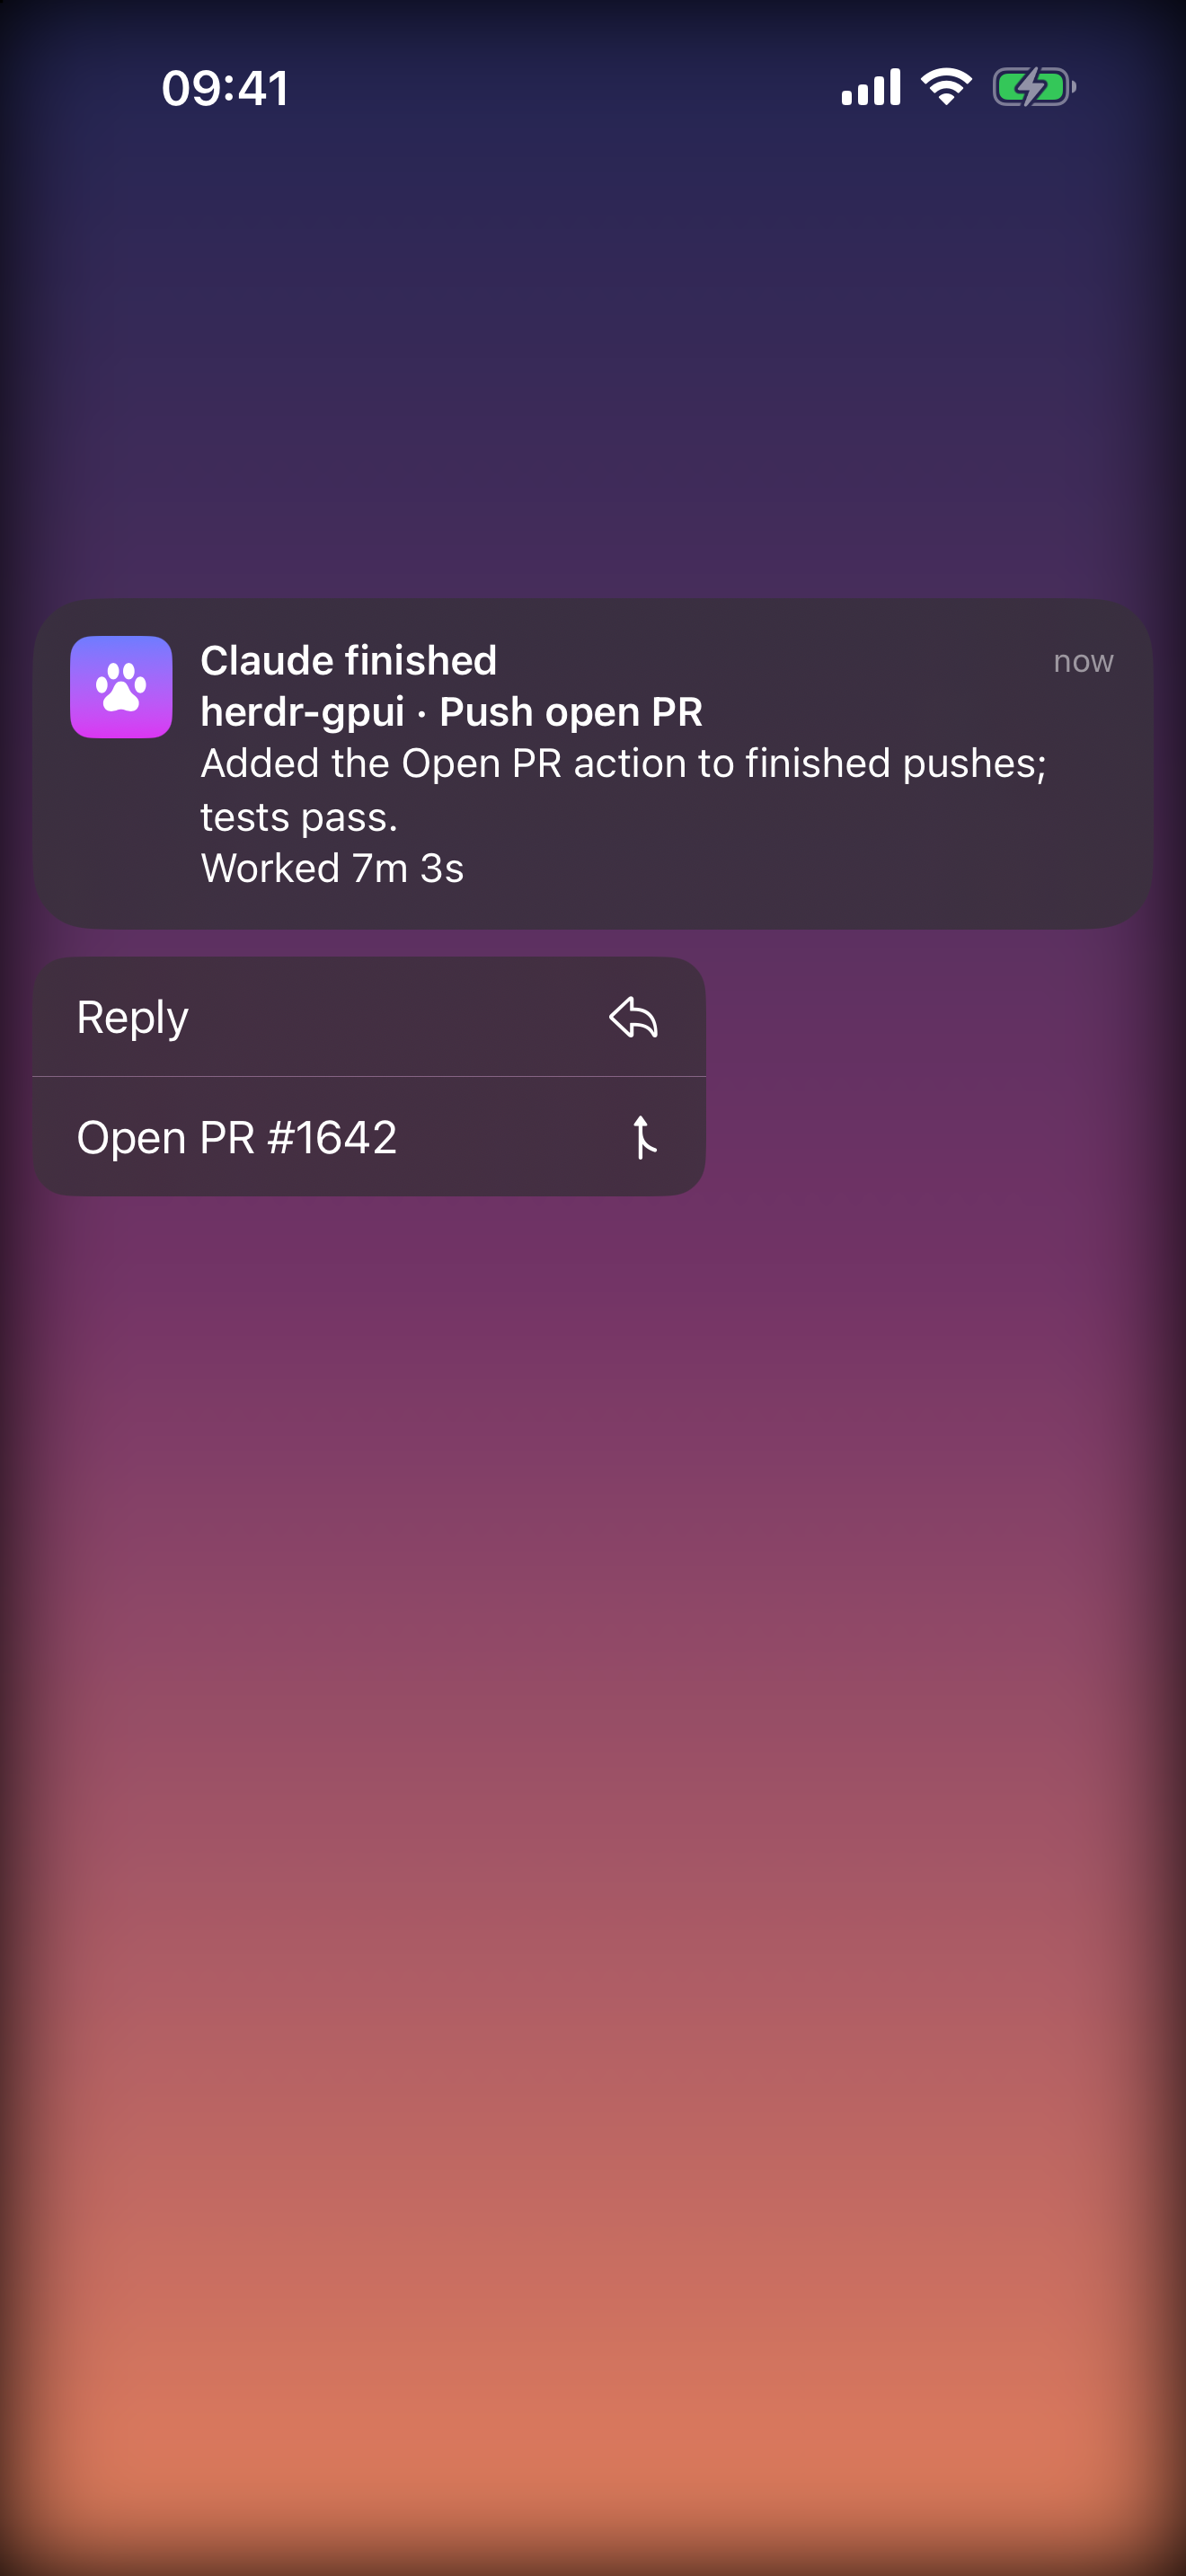 09:41
Claude finished
now
herdr-gpui · Push open PR
Added the Open PR action to finished pushes;
tests pass.
Worked 7m 3s
Reply
Open PR #1642